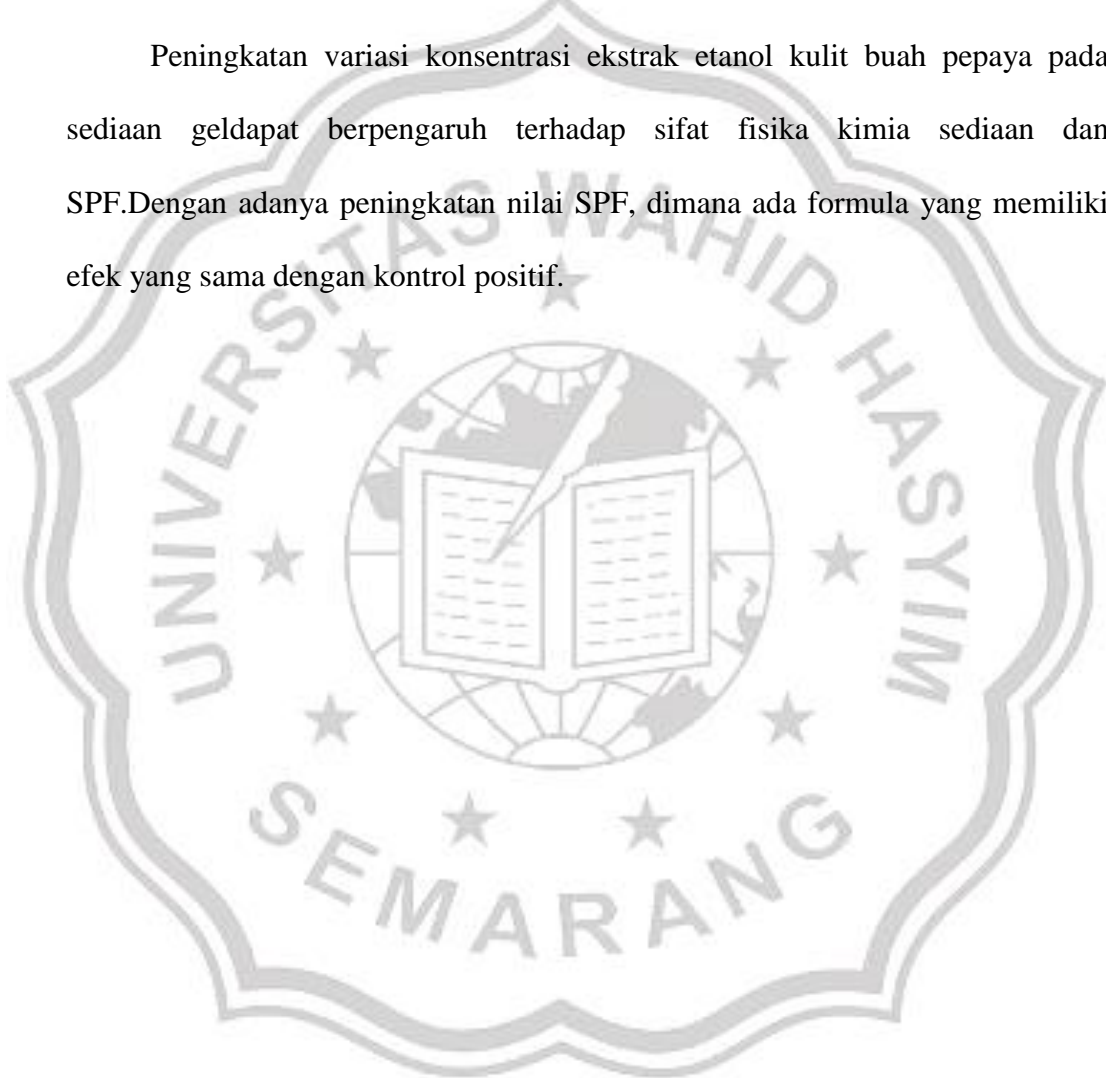 Peningkatan variasi konsentrasi ekstrak etanol kulit buah pepaya pada
sediaan geldapat berpengaruh terhadap sifat fisika kimia sediaan dan
SPF.Dengan adanya peningkatan nilai SPF, dimana ada formula yang memiliki
efek yang sama dengan kontrol positif.
UNIVERSITAS WAHID HASYIM
SEMARANG